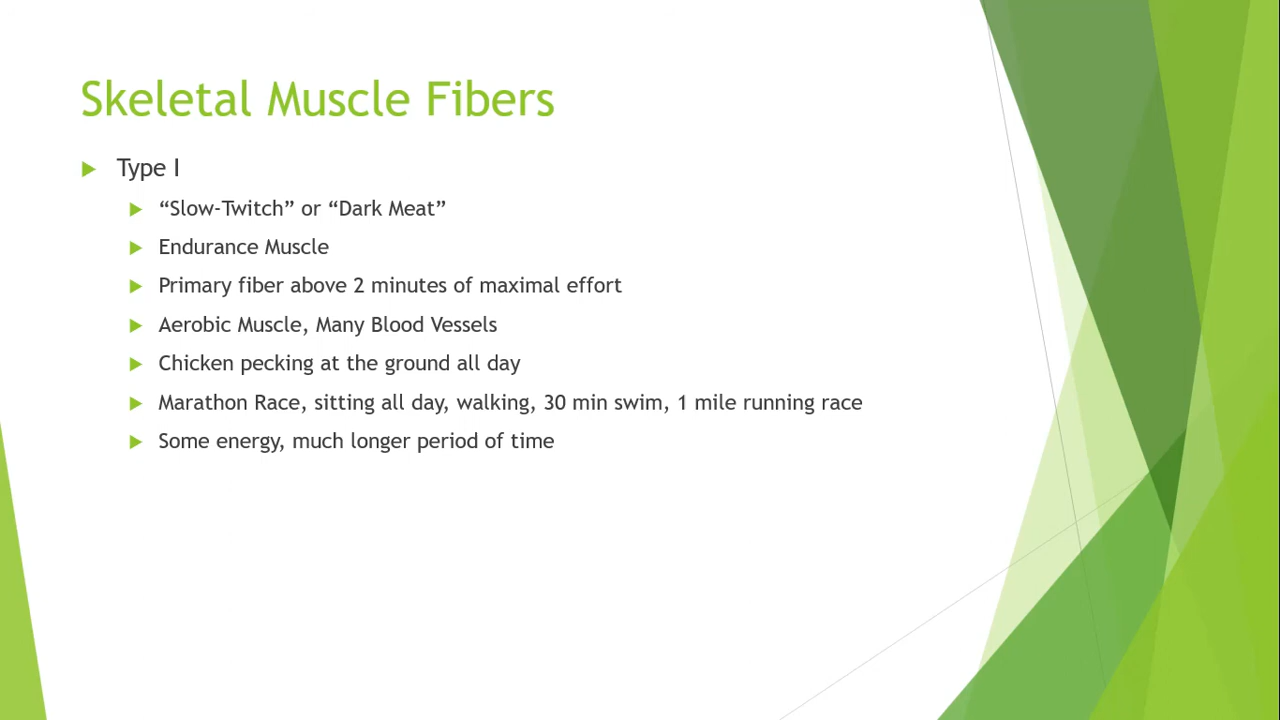 Skeletal Muscle Fibers
Type I
“Slow-Twitch” or “Dark Meat”
Endurance Muscle
Primary fiber above 2 minutes of maximal effort
Aerobic Muscle, Many Blood Vessels
Chicken pecking at the ground all day
Marathon Race, sitting all day, walking, 30 min swim, 1 mile running race
Some energy, much longer period of time